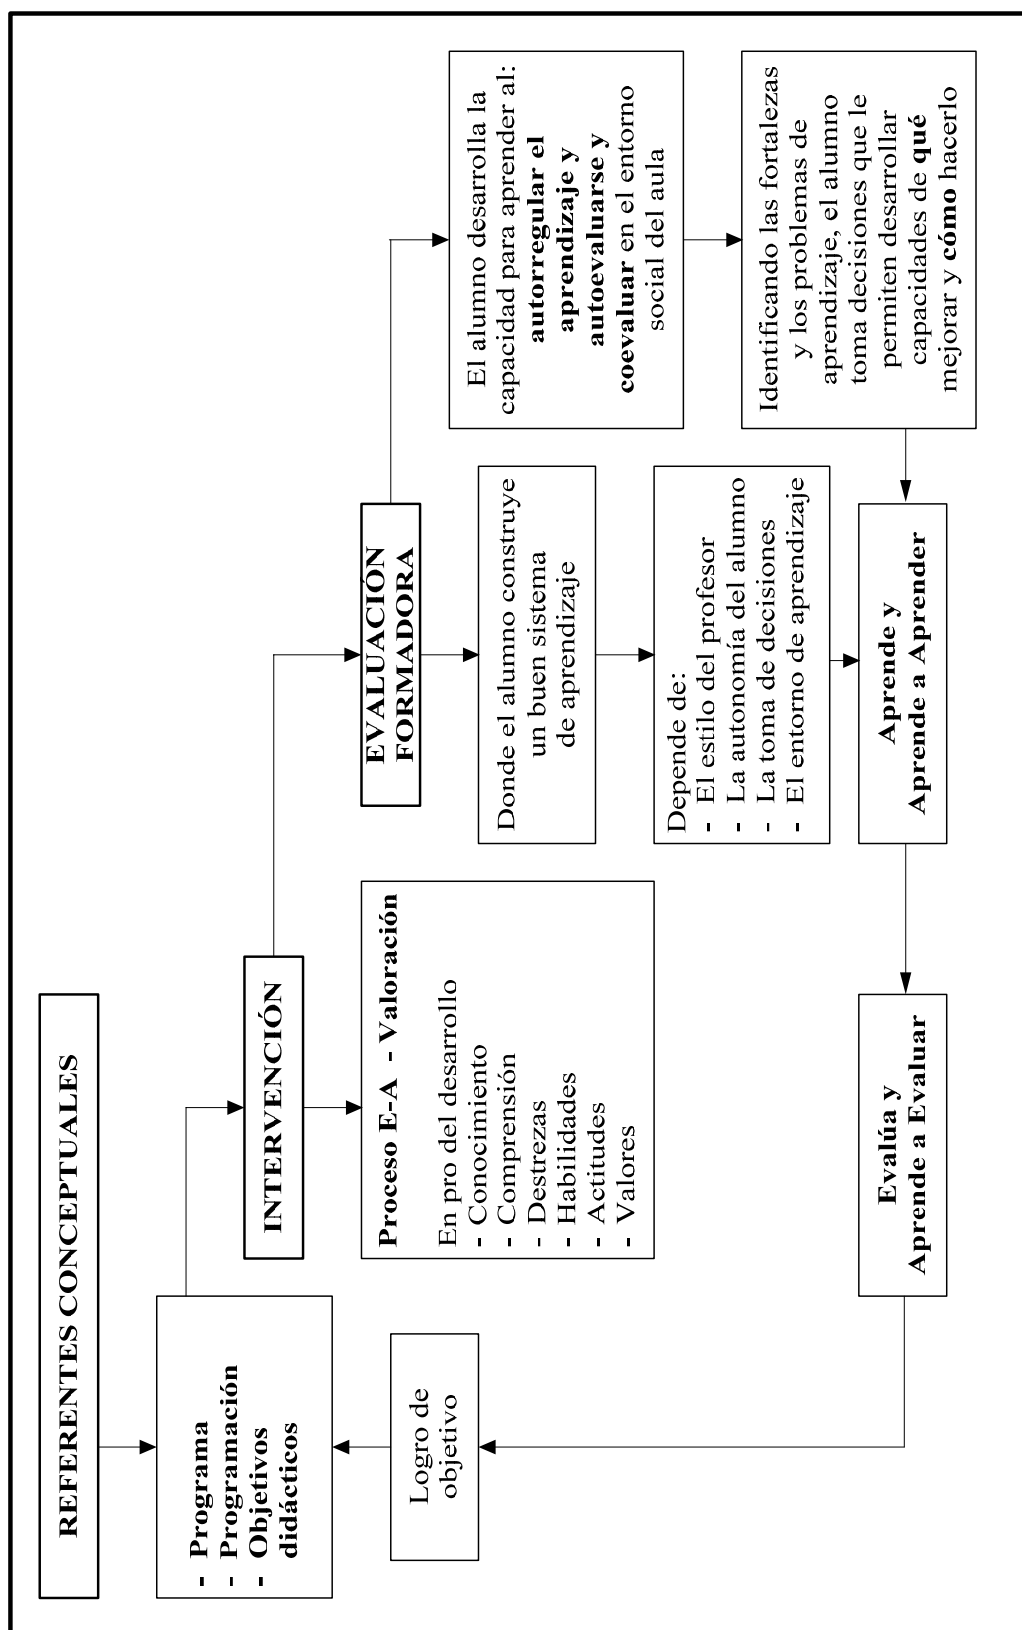 REFERENTES CONCEPTUALES
- Programa
- Programación
- Objetivos
didácticos
INTERVENCIÓN
Proceso E-A - Valoración
En pro del desarrollo
- Conocimiento
- Comprensión
- Destrezas
- Habilidades
- Actitudes
- Valores
EVALUACIÓN
FORMADORA
El alumno desarrolla la
capacidad para aprender al:
autorregular el
aprendizaje y
autoevaluarse y
coevaluar en el entorno
social del aula
Donde el alumno construye
un buen sistema
de aprendizaje
Logro de
objetivo
Depende de:
- El estilo del profesor
- La autonomía del alumno
- La toma de decisiones
- El entorno de aprendizaje
Identificando las fortalezas
y los problemas de
aprendizaje, el alumno
toma decisiones que le
permiten desarrollar
capacidades de qué
mejorar y cómo hacerlo
Evalúa y
Aprende a Evaluar
Aprende y
Aprende a Aprender